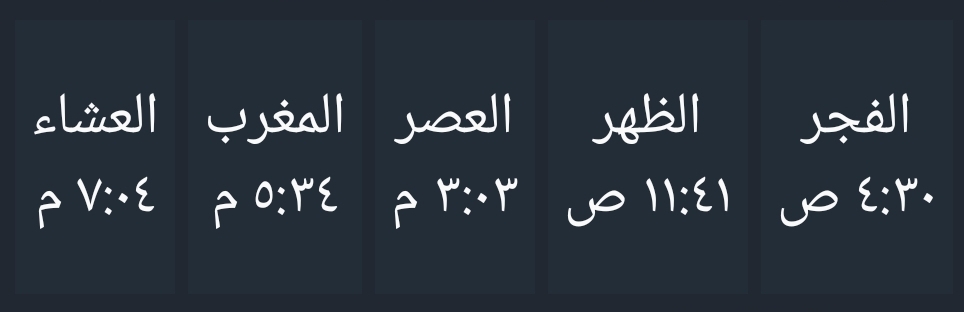 الفجر
٤:٣٠ ص
الظهر
١١:٤١ ص
العصر
٣:٠٣ م
المغرب
٥:٣٤ م
العشاء
٧:٠٤ م